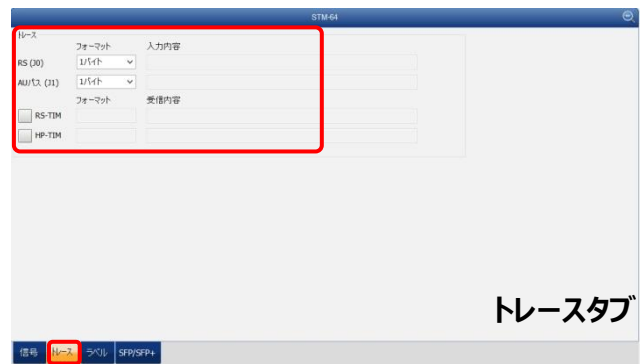 STM-64
トレース
フォーマット 入力内容
RS (J0) 1バイト
AUパス (J1) 1バイト
フォーマット 受信内容
RS-TIM
HP-TIM
トレースタブ
信号 トレース ラベル SFP/SFP+